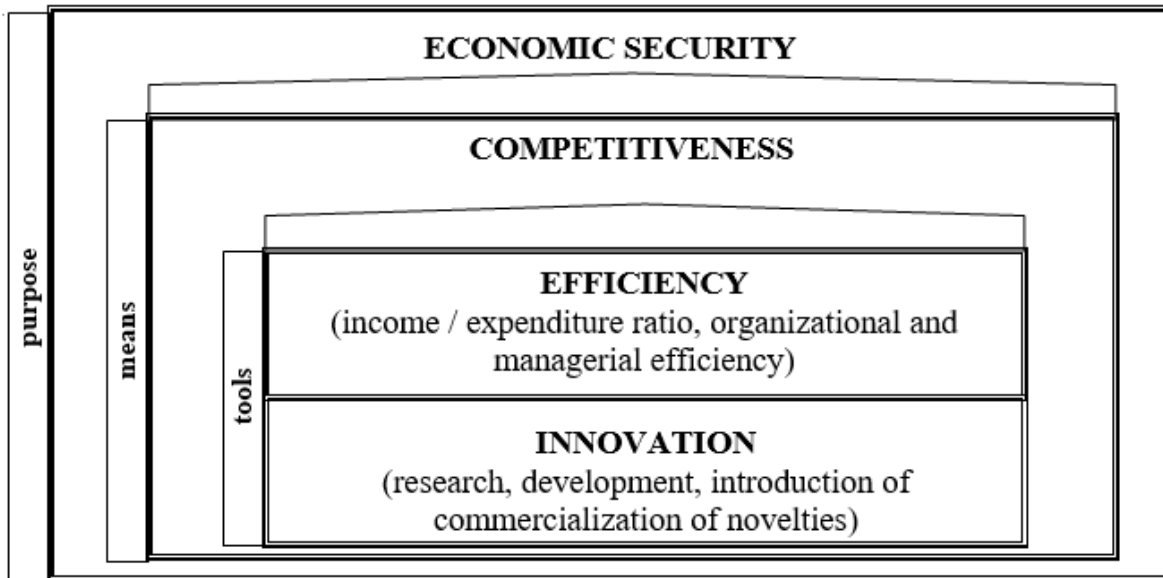 ECONOMIC SECURITY
COMPETITIVENESS
EFFICIENCY
(income / expenditure ratio, organizational and
managerial efficiency)
INNOVATION
(research, development, introduction of
commercialization of novelties)
purpose
means
tools